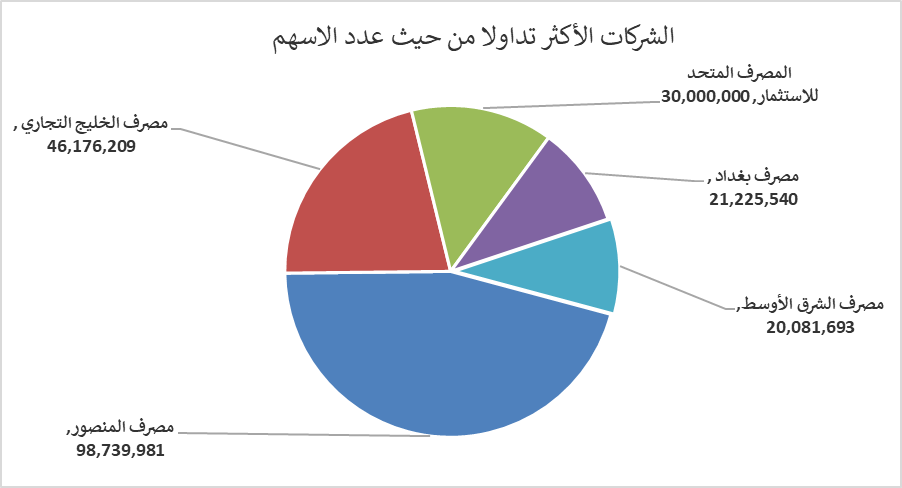 الشركات الأكثر تداولا من حيث عدد الاسهم
المصرف المتحد
للاستثمار, 30,000,000
مصرف الخليج التجاري ,
46,176,209
مصرف بغداد ,
21,225,540
مصرف الشرق الأوسط,
20,081,693
مصرف المنصور,
98,739,981